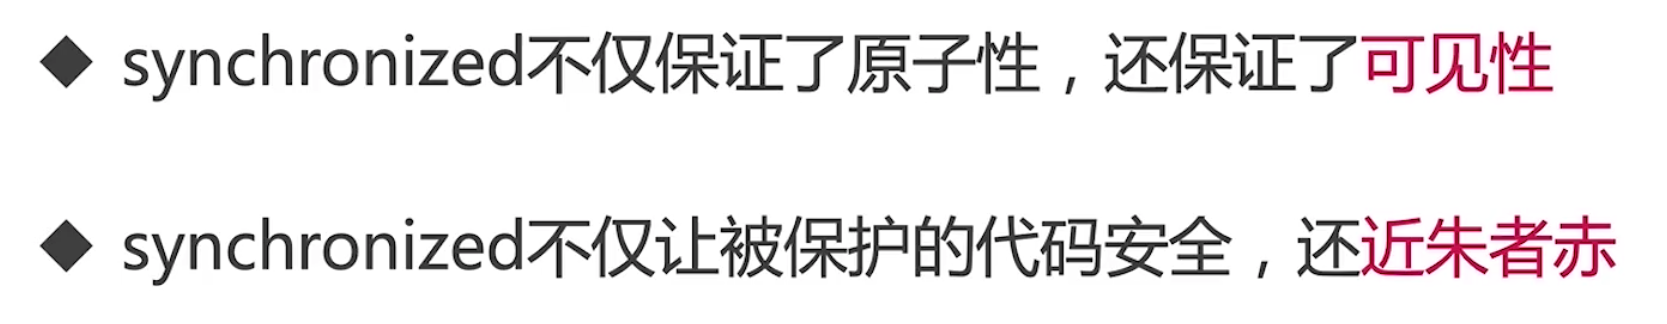 ◆ synchronized不仅保证了原子性，还保证了可见性
◆ synchronized不仅让被保护的代码安全，还近朱者赤